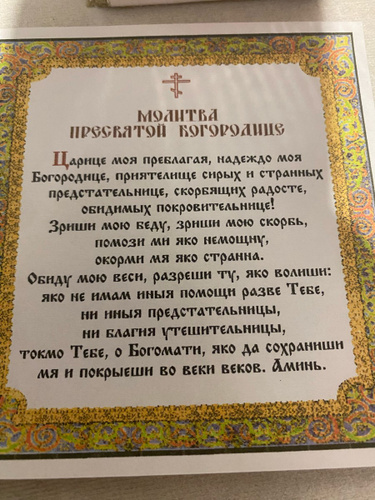 МОЛИТВА
ПРЕСВЯТОЙ БОГОРОДИЦЕ
Царице моя преблагая, надеждо моя
Богородице, приятелище сирых и странных
предстательнице, скорбящих радосте,
обидимых покровительнице!
Зриши мою беду, зриши мою скорбь,
помози ми яко немощну,
окорми мя яко странна.
Обиду мою веси, разреши ту, яко волиши:
яко не имам иныя помощи разве Тебе,
ни иныя предстательницы,
ни благия утешительницы,
токмо Тебе, о Богомати, яко да сохраниши
мя и покрыеши во веки веков. Аминь.